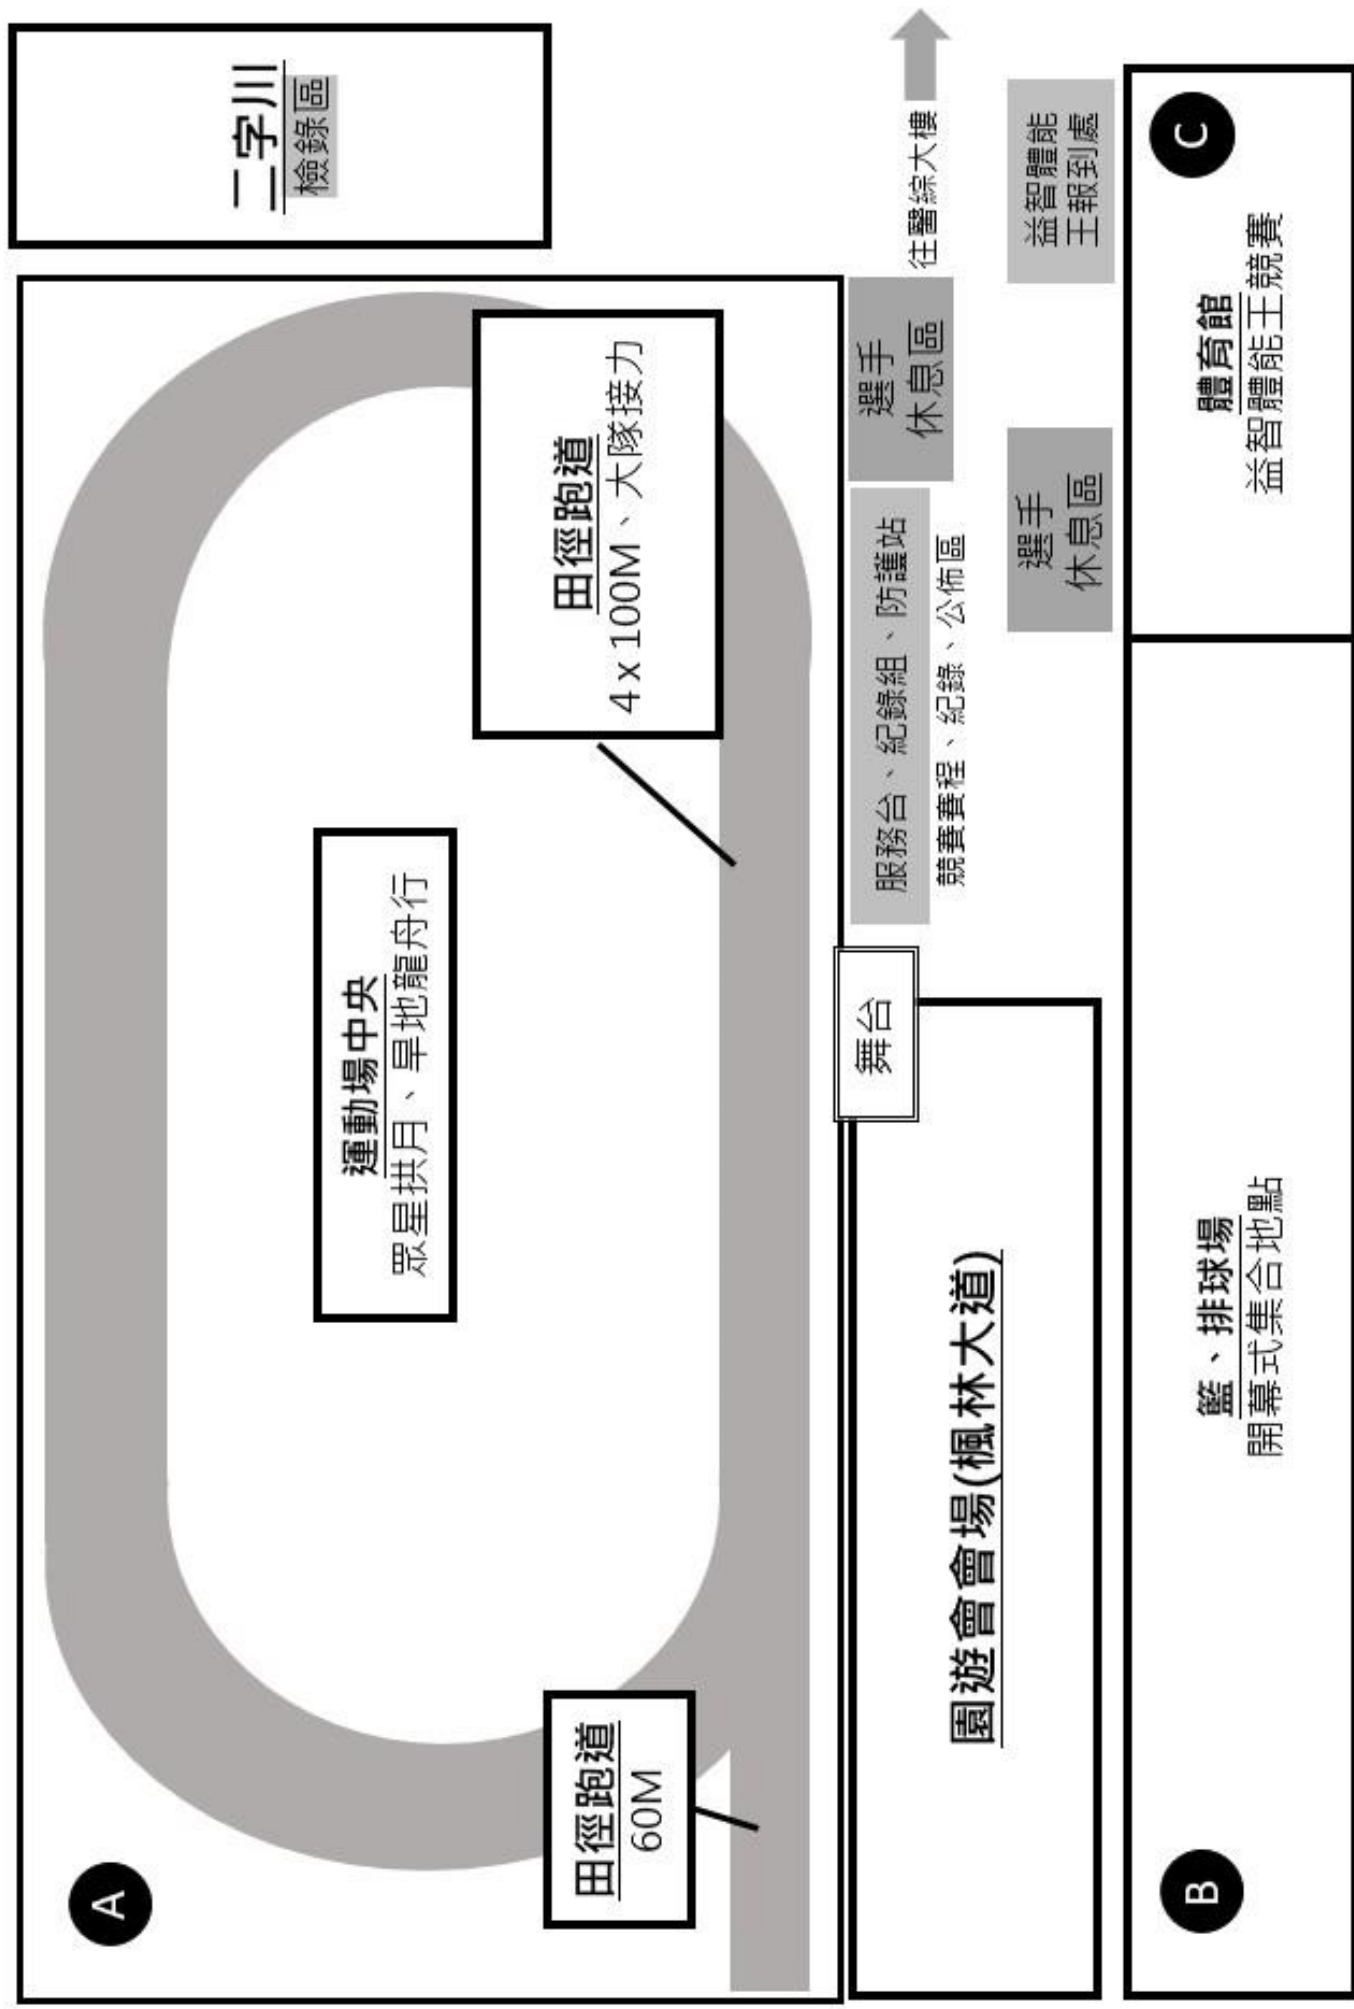 A
田徑跑道
60M
運動場中央
眾星拱月、旱地龍舟行
田徑跑道
4 x 100M、大隊接力
二字川
檢錄區
園遊會會場(楓林大道)
舞台
服務台、紀錄組、防護站
競賽賽程、紀錄、公佈區
選手
休息區
往醫綜大樓
選手
休息區
益智體能
王報到處
B
籃、排球場
開幕式集合地點
體育館
益智體能王競賽
C